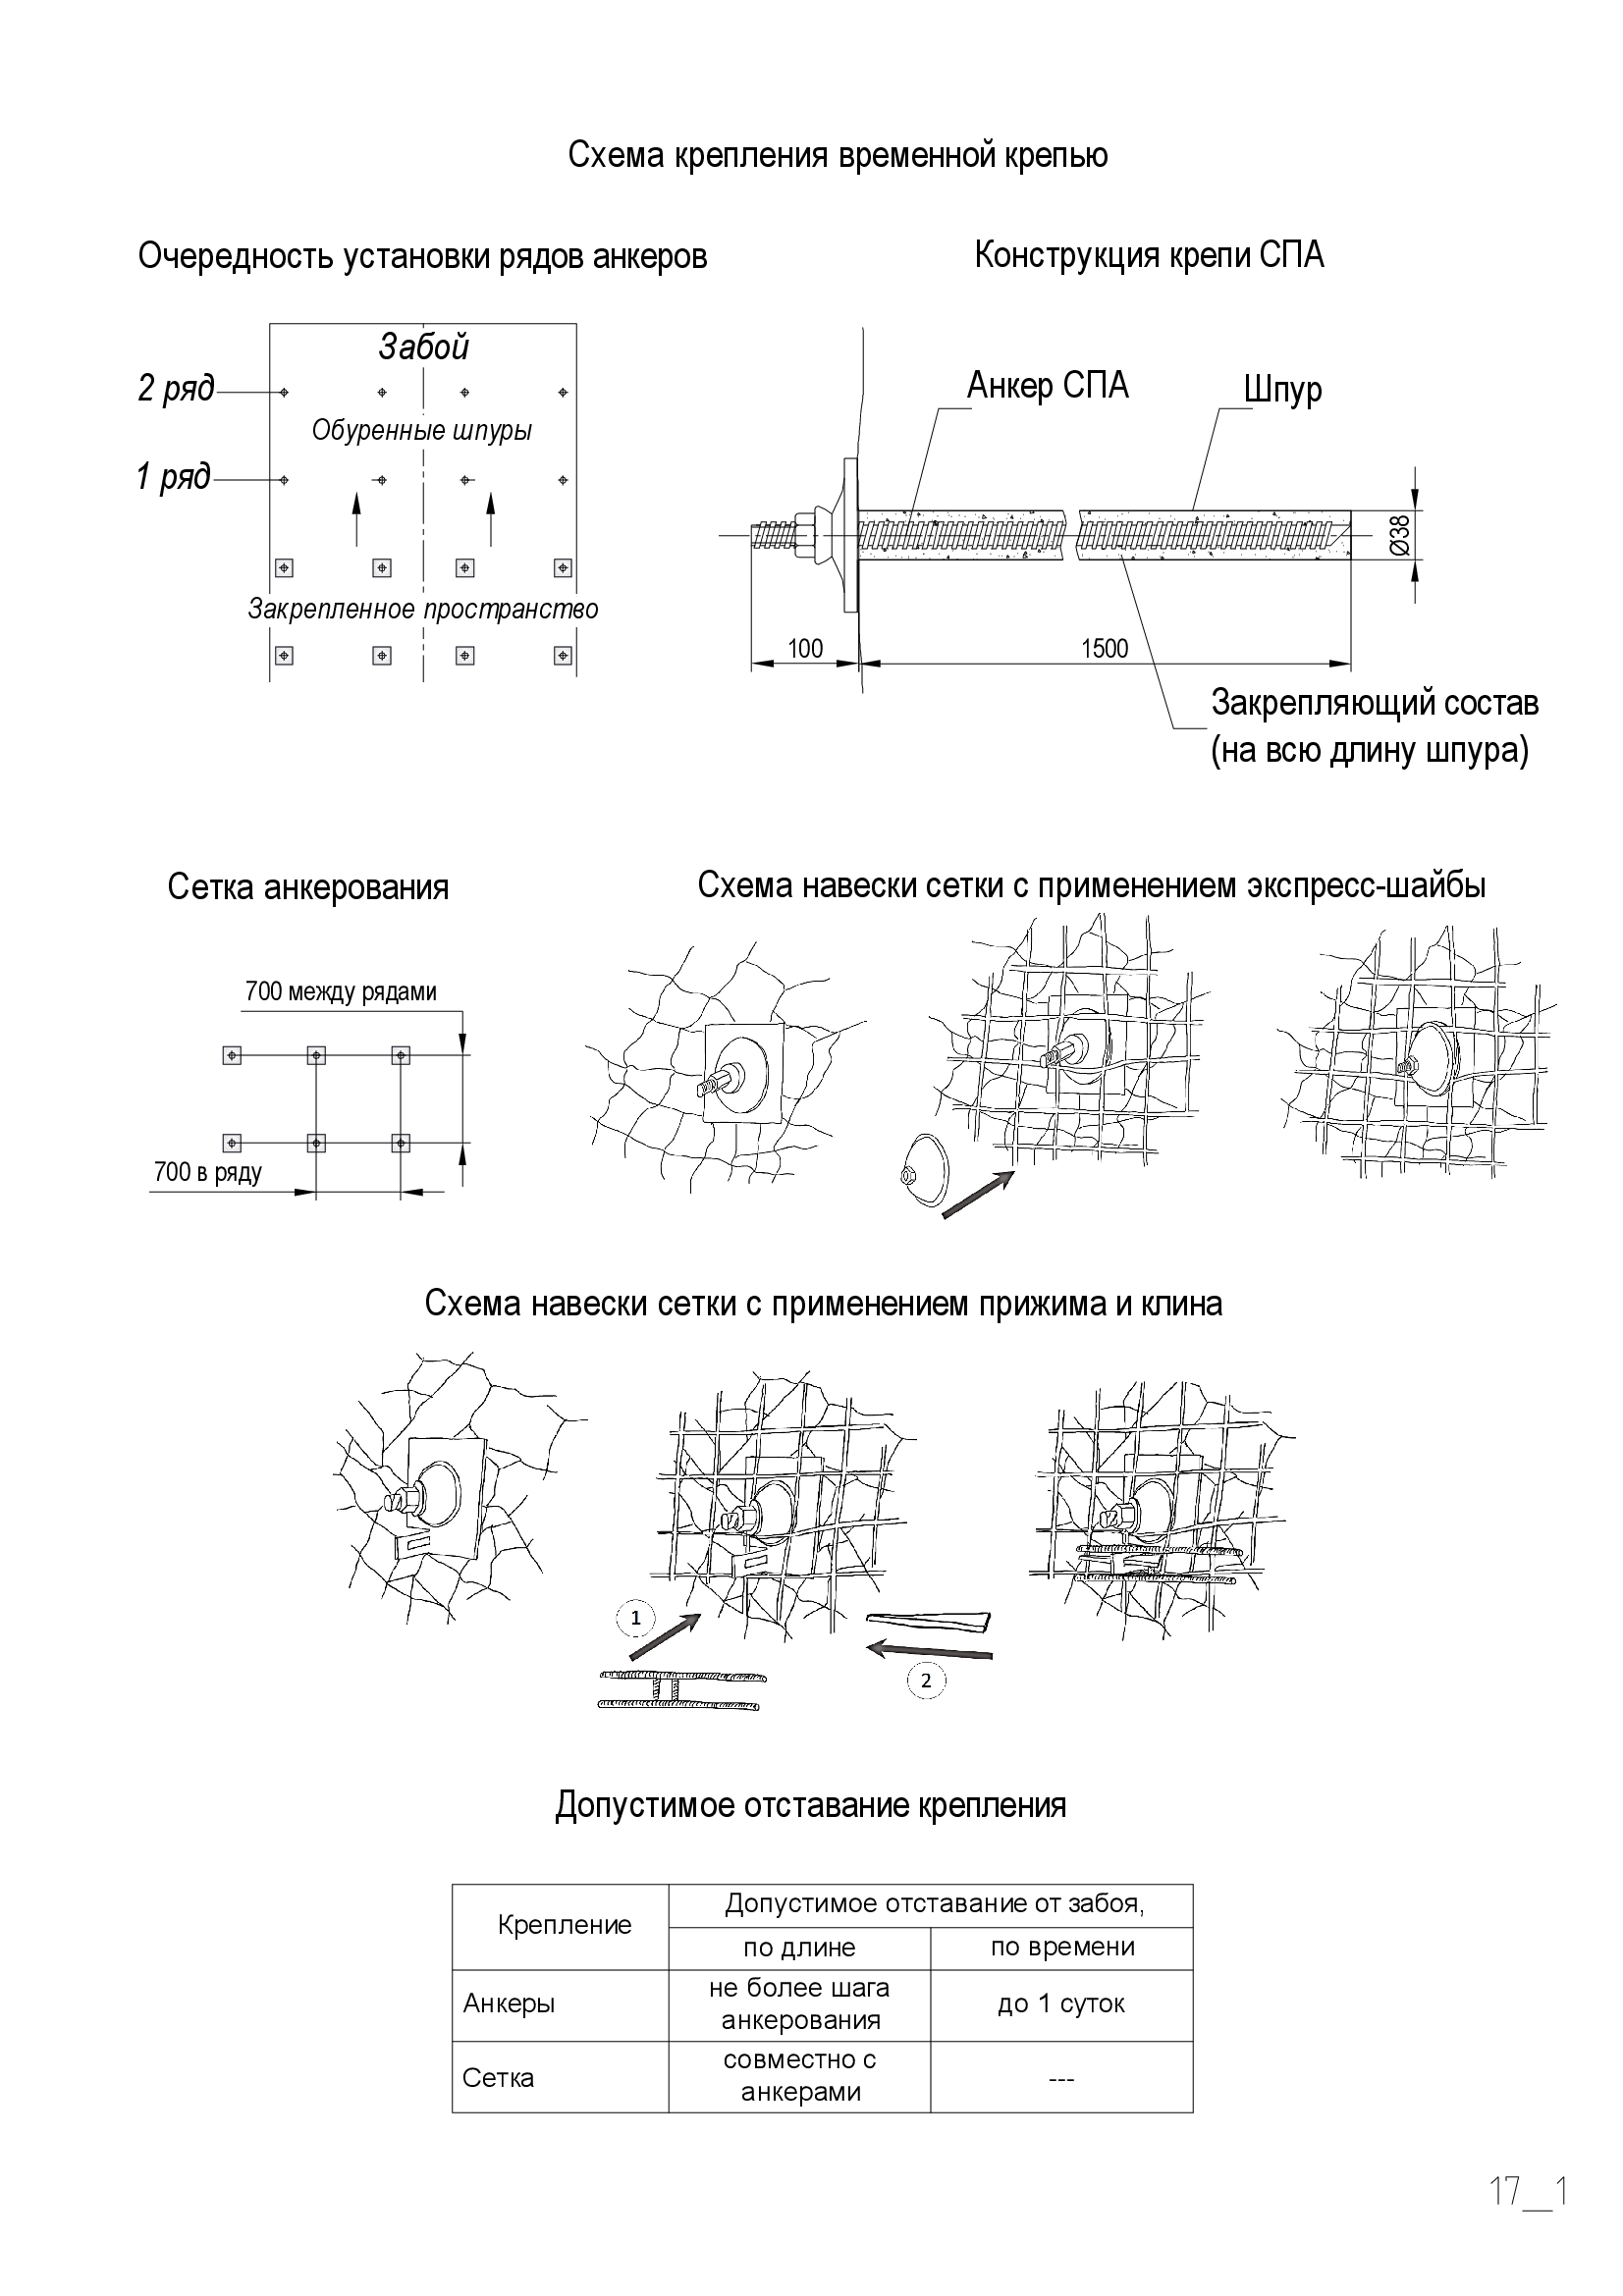 Схема крепления временной крепью
Очередность установки рядов анкеров
Конструкция крепи СПА
Забой
2 ряд
Обуренные шпуры
1 ряд
Закрепленное пространство
Анкер СПА
Шпур
Ø38
100
1500
Закрепляющий состав
(на всю длину шпура)
Сетка анкерования
700 между рядами
700 в ряду
Схема навески сетки с применением экспресс-шайбы
Схема навески сетки с применением прижима и клина
1
2
Допустимое отставание крепления
Крепление
Допустимое отставание от забоя,
по длине
по времени
Анкеры
не более шага
анкерования
до 1 суток
Сетка
совместно с
анкерами
---
17__1